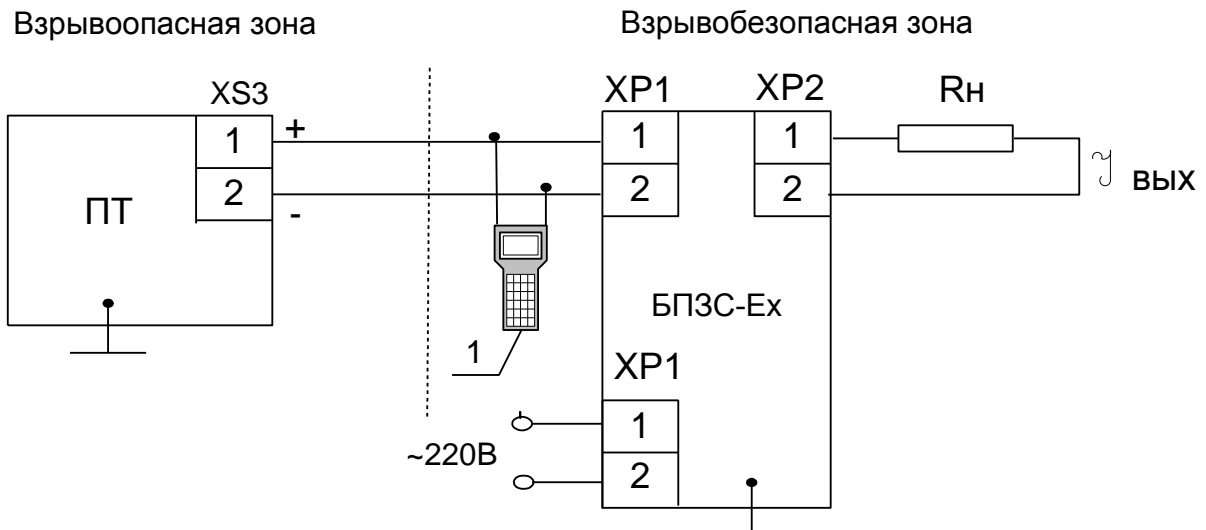 Взрывоопасная зона
Взрывобезопасная зона
XS3
XP1
XP2
Rн
1
+
1
1
2
2
2
-
ПТ
У вых
БПЗС-Ех
1
XP1
1
~220В
2